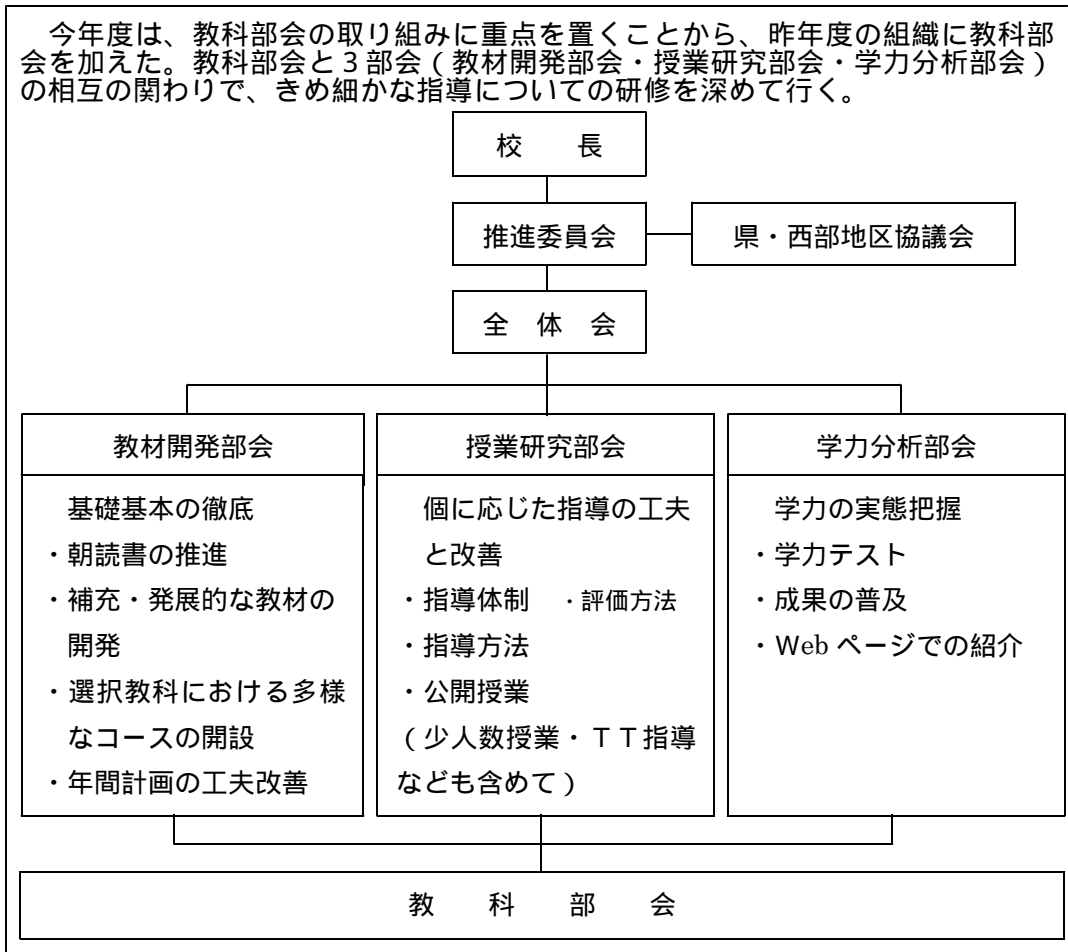 今年度は、教科部会の取り組みに重点を置くことから、昨年度の組織に教科部
会を加えた。教科部会と３部会（教材開発部会・授業研究部会・学力分析部会）
の相互の関わりで、きめ細かな指導についての研修を深めて行く。
校　長
推進委員会
県・西部地区協議会
全　体　会
教材開発部会
基礎基本の徹底
・朝読書の推進
・補充・発展的な教材の
開発
・選択教科における多様
なコースの開設
・年間計画の工夫改善
授業研究部会
個に応じた指導の工夫
と改善
・指導体制　・評価方法
・指導方法
・公開授業
（少人数授業・ＴＴ指導
なども含めて）
学力分析部会
学力の実態把握
・学力テスト
・成果の普及
・Web ページでの紹介
教　科　部　会